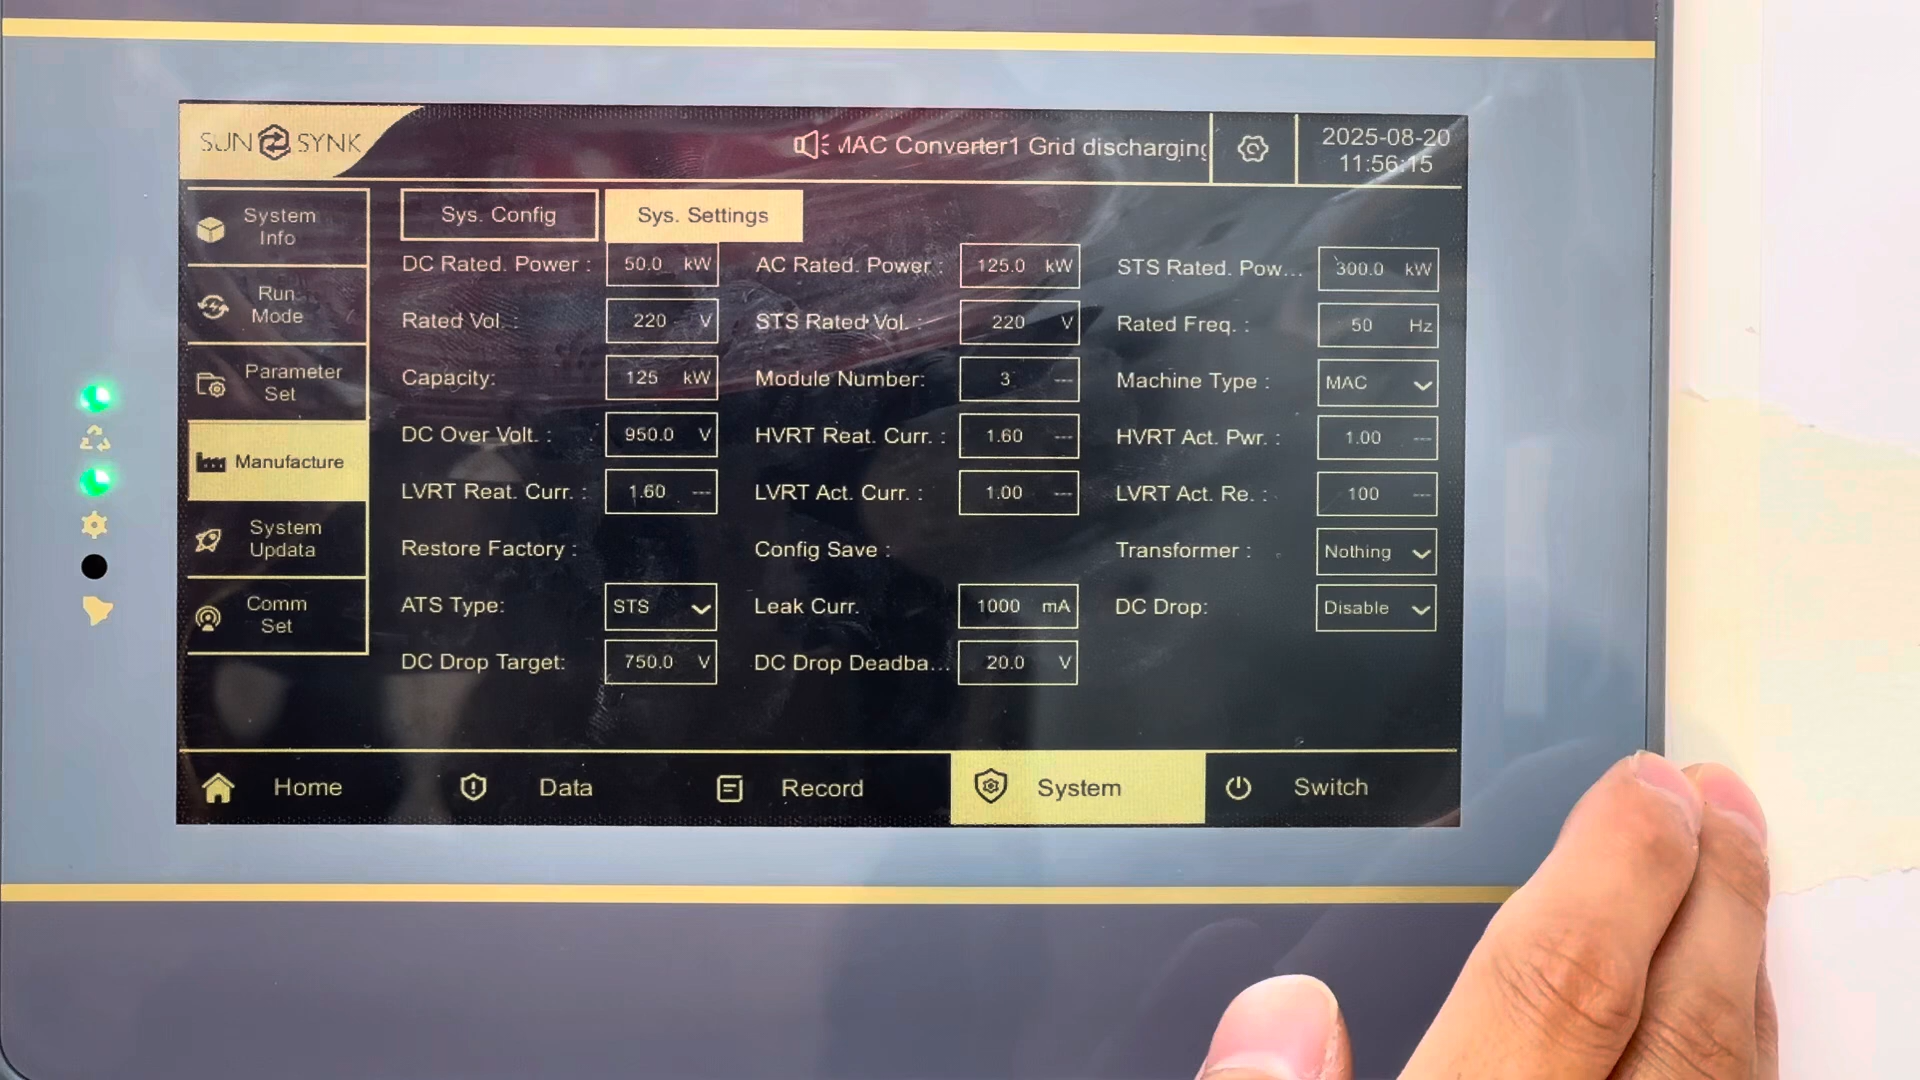 SUN SYNK
MAC Converter1 Grid discharging
2025-08-20
11:56:15
System
Info
Run
Mode
Parameter
Set
Manufacture
System
Updata
Comm
Set
Sys. Config
Sys. Settings
DC Rated. Power : 50.0 kW AC Rated. Power : 125.0 kW STS Rated. Pow... 300.0 kW
Rated Vol. : 220 V STS Rated Vol. : 220 V Rated Freq. : 50 Hz
Capacity: 125 kW Module Number: 3 --- Machine Type : MAC
DC Over Volt. : 950.0 V HVRT Reat. Curr. : 1.60 --- HVRT Act. Pwr. : 1.00 ---
LVRT Reat. Curr. : 1.60 --- LVRT Act. Curr. : 1.00 --- LVRT Act. Re. : 100 ---
Restore Factory : Config Save : Transformer : Nothing
ATS Type: STS Leak Curr. 1000 mA DC Drop: Disable
DC Drop Target: 750.0 V DC Drop Deadba... 20.0 V
Home Data Record System Switch